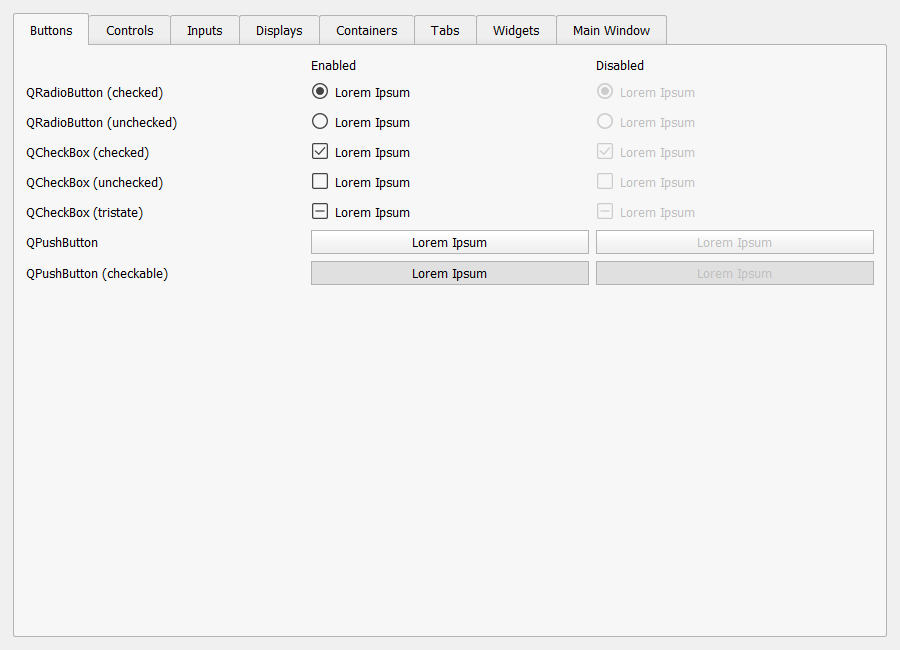 Buttons Controls Inputs Displays Containers Tabs Widgets Main Window
Enabled Disabled
QRadioButton (checked) Lorem Ipsum Lorem Ipsum
QRadioButton (unchecked) Lorem Ipsum Lorem Ipsum
QCheckBox (checked) Lorem Ipsum Lorem Ipsum
QCheckBox (unchecked) Lorem Ipsum Lorem Ipsum
QCheckBox (tristate) Lorem Ipsum Lorem Ipsum
QPushButton Lorem Ipsum Lorem Ipsum
QPushButton (checkable) Lorem Ipsum Lorem Ipsum